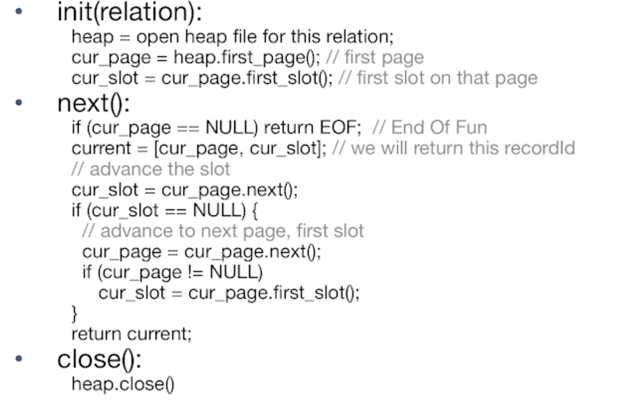 • init(relation):
heap = open heap file for this relation;
cur_page = heap.first_page(); // first page
cur_slot = cur_page.first_slot(); // first slot on that page
• next():
if (cur_page == NULL) return EOF; // End Of Fun
current = [cur_page, cur_slot]; // we will return this recordId
// advance the slot
cur_slot = cur_page.next();
if (cur_slot == NULL) {
// advance to next page, first slot
cur_page = cur_page.next();
if (cur_page != NULL)
cur_slot = cur_page.first_slot();
}
return current;
• close():
heap.close()